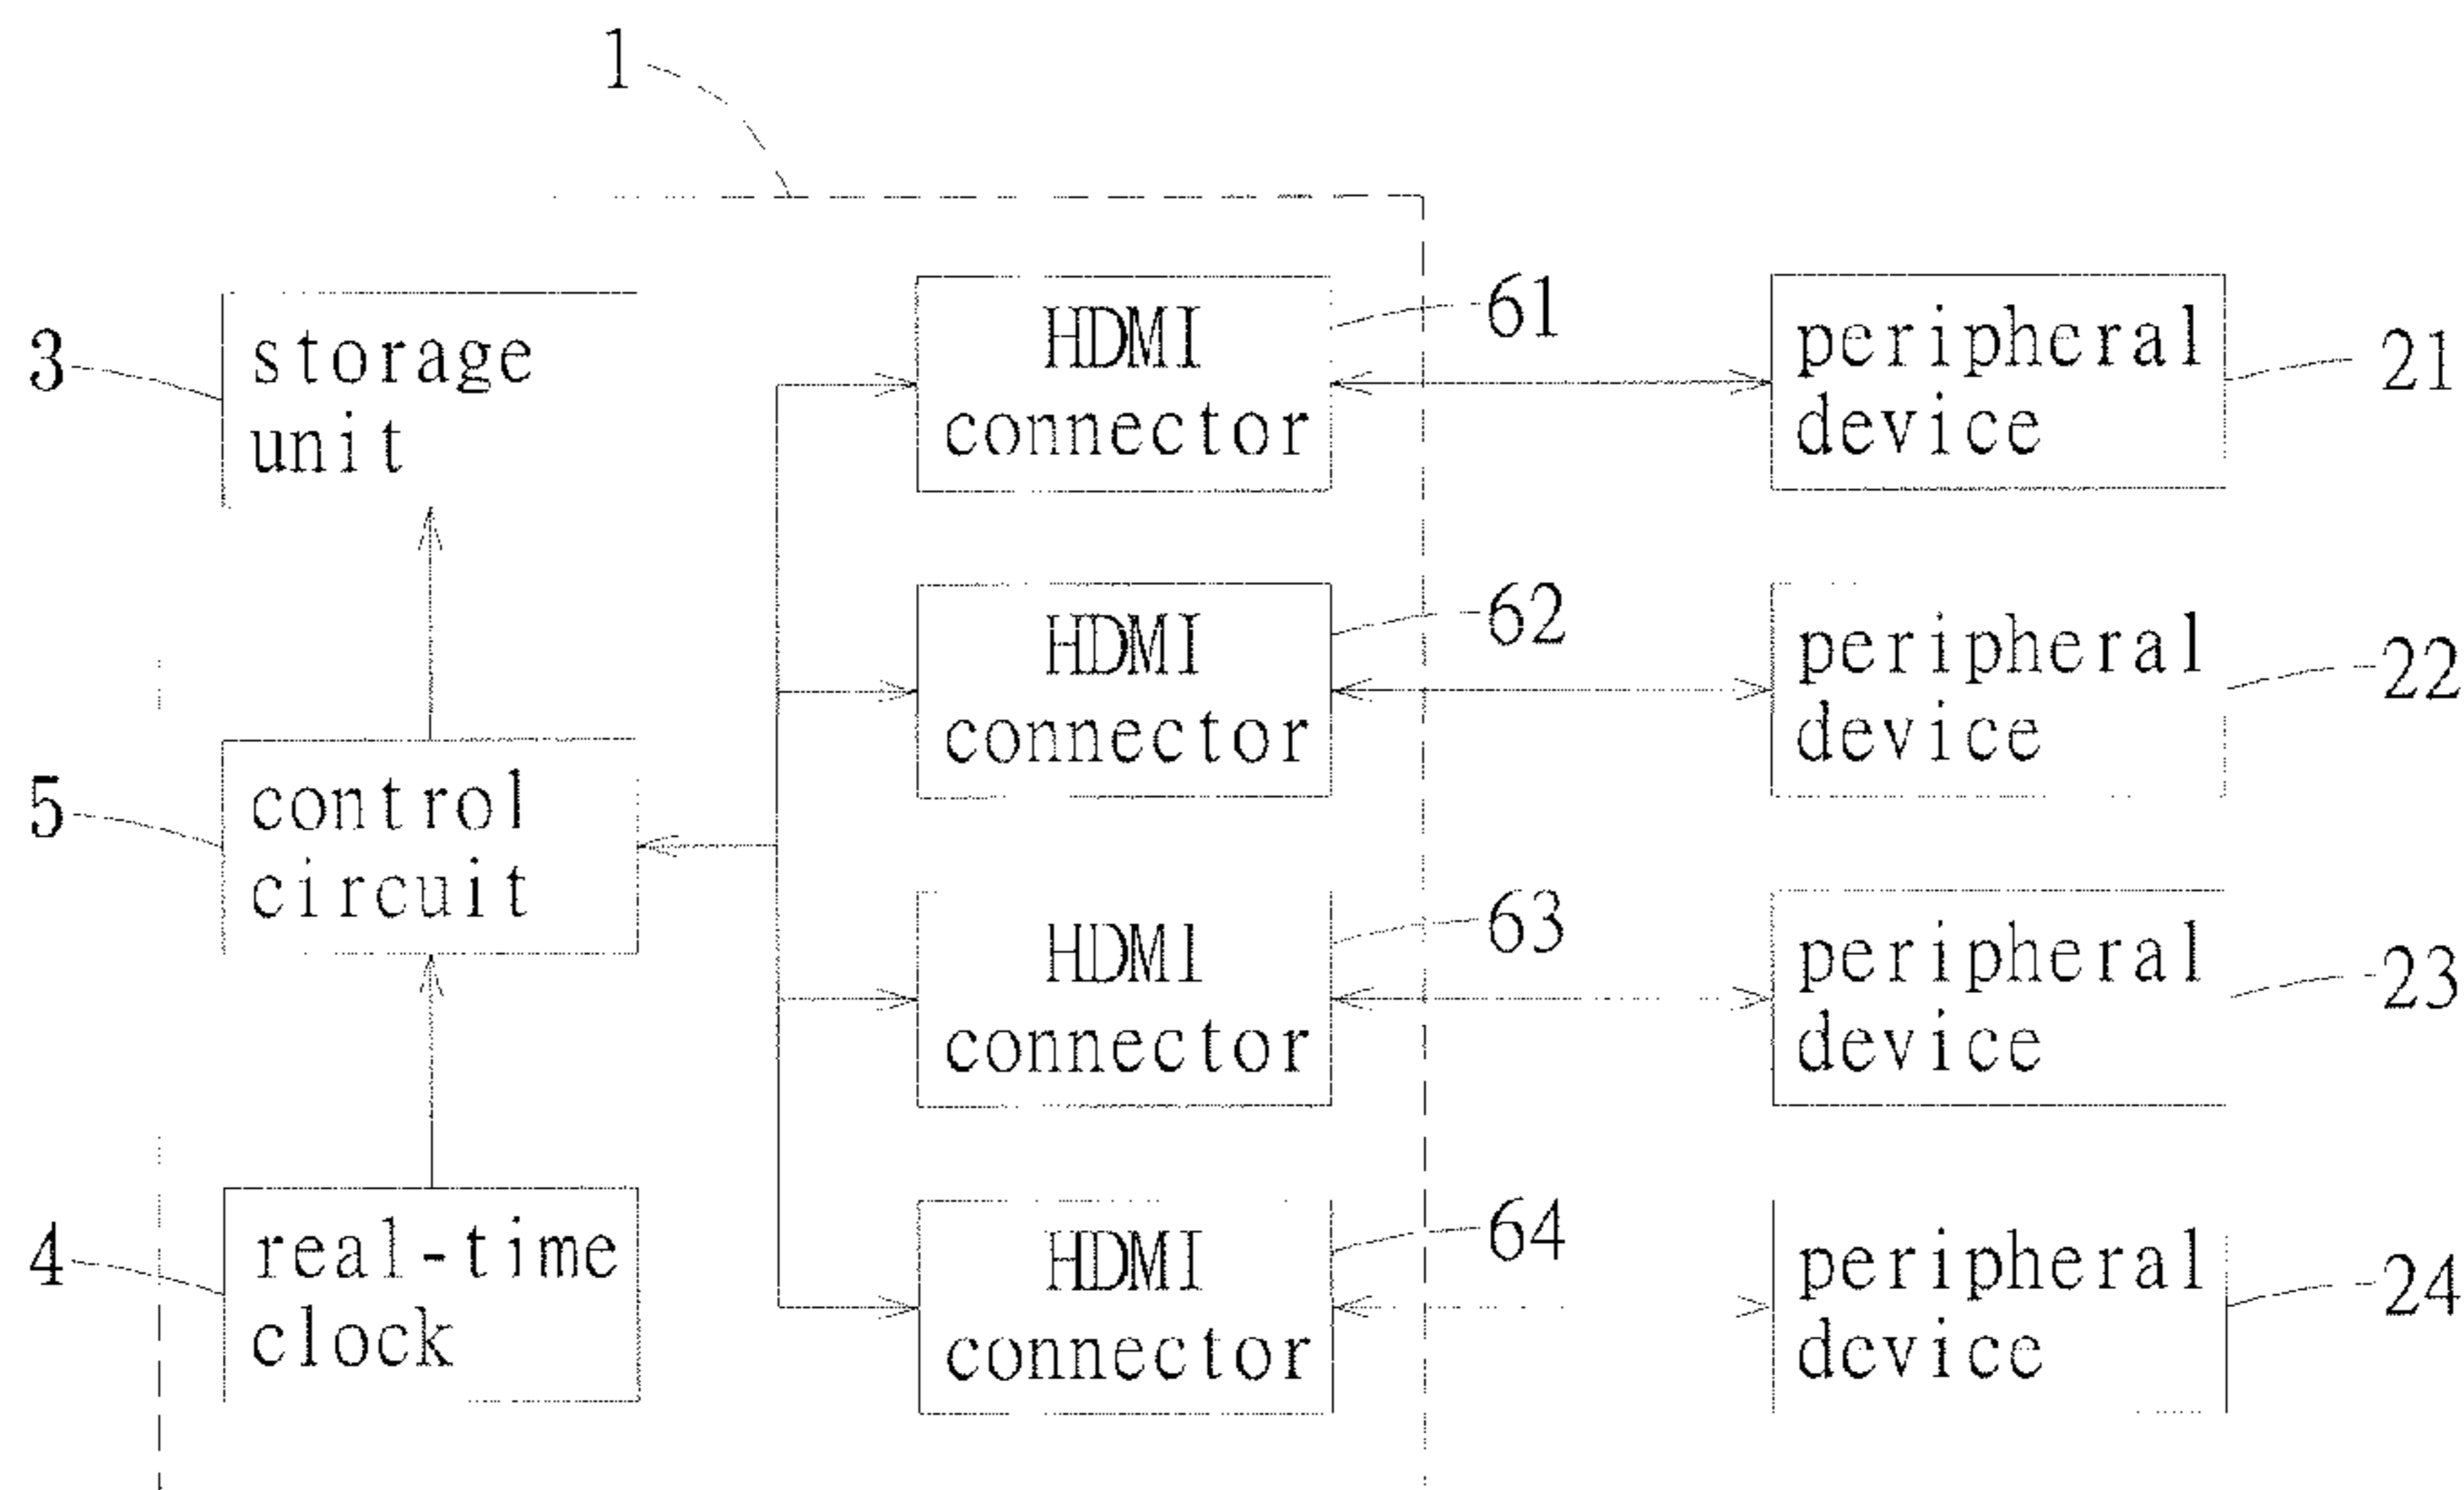 1
3
storage
unit
5
control
circuit
4
real-time
clock
HDMI
connector
61
HDMI
connector
62
HDMI
connector
63
HDMI
connector
64
peripheral
device
21
peripheral
device
22
peripheral
device
23
peripheral
device
24